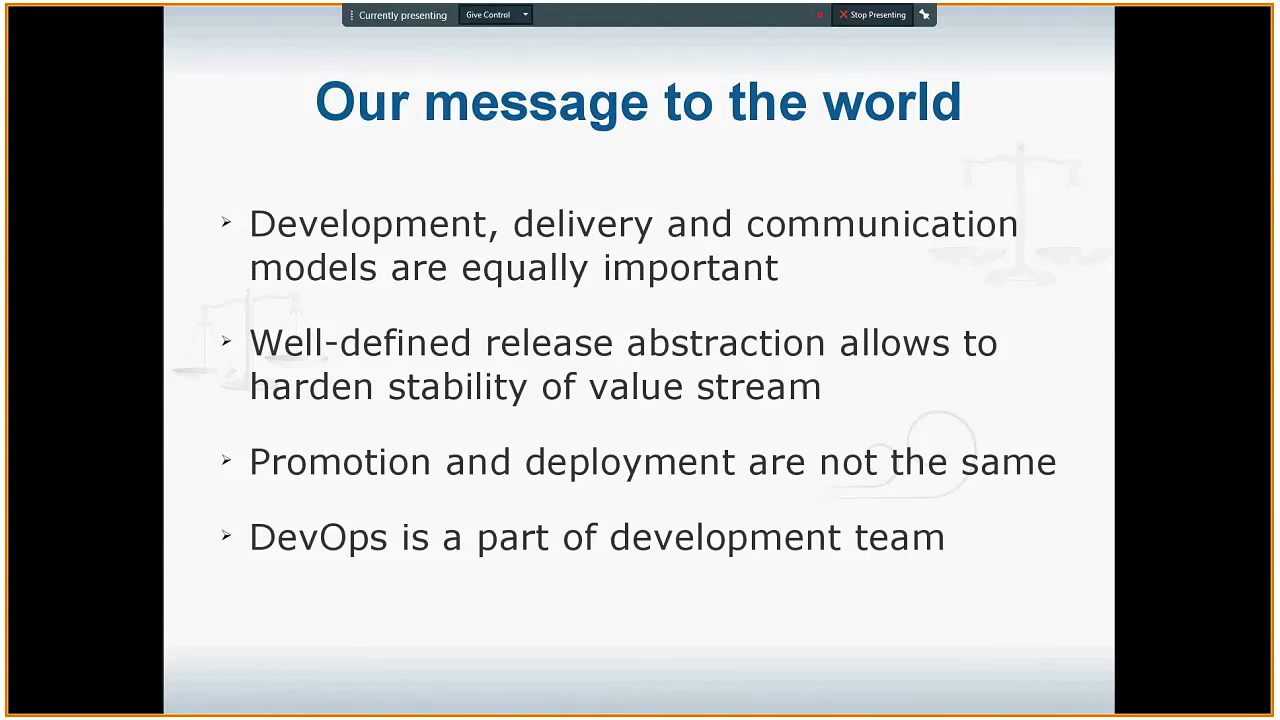 Currently presenting Give Control Stop Presenting
Our message to the world
➢ Development, delivery and communication
models are equally important
➢ Well-defined release abstraction allows to
harden stability of value stream
➢ Promotion and deployment are not the same
➢ DevOps is a part of development team